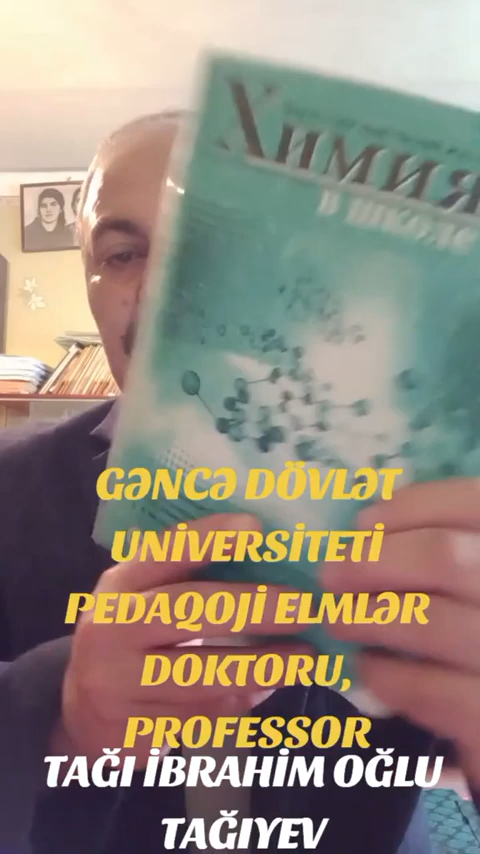 Химия
в школе
GƏNCƏ DÖVLƏT
UNİVERSİTETİ
PEDAQOJİ ELMLƏR
DOKTORU,
PROFESSOR
TAĞI İBRAHİM OĞLU
TAĞIYEV